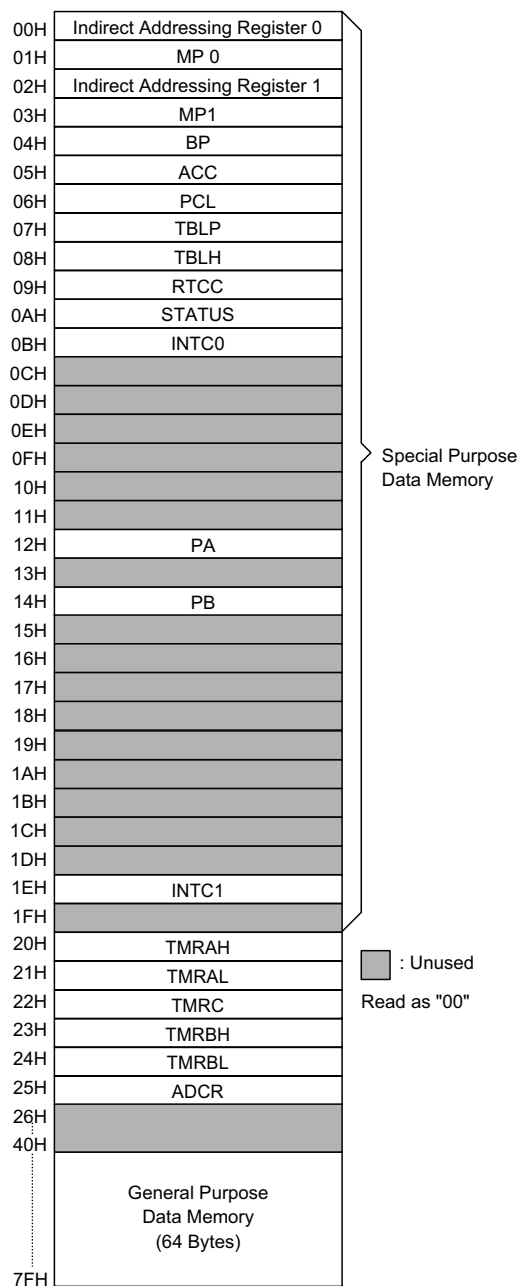 00H Indirect Addressing Register 0
01H MP 0
02H Indirect Addressing Register 1
03H MP1
04H BP
05H ACC
06H PCL
07H TBLP
08H TBLH
09H RTCC
0AH STATUS
0BH INTC0
0CH
0DH
0EH
0FH
10H
11H
12H PA
13H
14H PB
15H
16H
17H
18H
19H
1AH
1BH
1CH
1DH
1EH INTC1
1FH
Special Purpose
Data Memory
20H TMRAH
21H TMRAL
22H TMRC
23H TMRBH
24H TMRBL
25H ADCR
26H
40H
General Purpose
Data Memory
(64 Bytes)
7FH
: Unused
Read as "00"